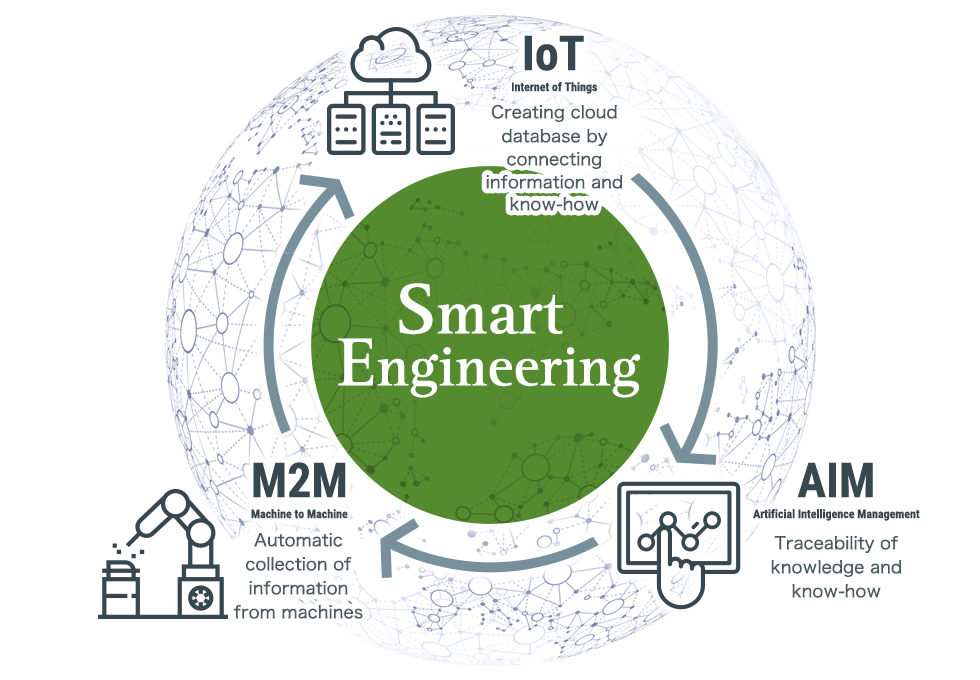 IoT
Internet of Things
Creating cloud
database by
connecting
information and
know-how
Smart
Engineering
M2M
Machine to Machine
Automatic
collection of
information
from machines
AIM
Artificial Intelligence Management
Traceability of
knowledge and
know-how